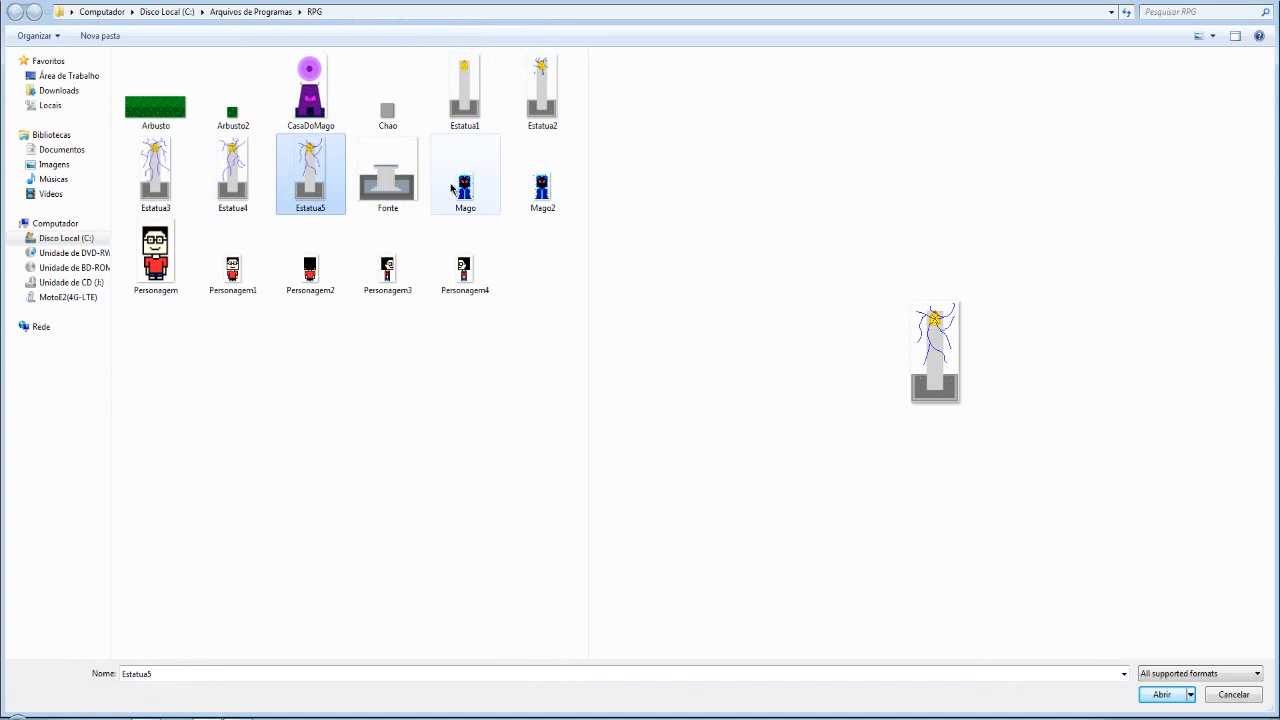 Computador ▸ Disco Local (C:) ▸ Arquivos de Programas ▸ RPG
Pesquisar RPG
Organizar
Nova pasta
Favoritos
Área de Trabalho
Downloads
Locais
Bibliotecas
Documentos
Imagens
Músicas
Vídeos
Computador
Disco Local (C:)
Unidade de DVD-RW
Unidade de BD-ROM
Unidade de CD (J:)
MotoE2(4G-LTE)
Rede
Arbusto
Arbusto2
CasaDoMago
Chao
Estatua1
Estatua2
Estatua3
Estatua4
Estatua5
Fonte
Mago
Mago2
Personagem
Personagem1
Personagem2
Personagem3
Personagem4
Nome: Estatua5
All supported formats
Abrir
Cancelar